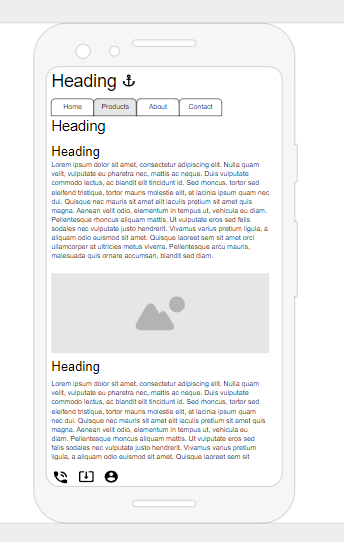 Heading
Home Products About Contact
Heading
Heading
Lorem ipsum dolor sit amet, consectetur adipiscing elit. Nulla quam
velit, vulputate eu pharetra nec, mattis ac neque. Duis vulputate
commodo lectus, ac blandit elit tincidunt id. Sed rhoncus, tortor sed
eleifend tristique, tortor mauris molestie elit, et lacinia ipsum quam
nec dui. Quisque nec mauris sit amet elit iaculis pretium sit amet quis
magna. Aenean velit odio, elementum in tempus ut, vehicula eu diam.
Pellentesque rhoncus aliquam mattis. Ut vulputate eros sed felis
sodales nec vulputate justo hendrerit. Vivamus varius pretium ligula, a
aliquam odio euismod sit amet. Quisque laoreet sem sit amet orci
ullamcorper at ultricies metus viverra. Pellentesque arcu mauris,
malesuada quis ornare accumsan, blandit sed diam.
Heading
Lorem ipsum dolor sit amet, consectetur adipiscing elit. Nulla quam
velit, vulputate eu pharetra nec, mattis ac neque. Duis vulputate
commodo lectus, ac blandit elit tincidunt id. Sed rhoncus, tortor sed
eleifend tristique, tortor mauris molestie elit, et lacinia ipsum quam
nec dui. Quisque nec mauris sit amet elit iaculis pretium sit amet quis
magna. Aenean velit odio, elementum in tempus ut, vehicula eu
diam. Pellentesque rhoncus aliquam mattis. Ut vulputate eros sed
felis sodales nec vulputate justo hendrerit. Vivamus varius pretium
ligula, a aliquam odio euismod sit amet. Quisque laoreet sem sit